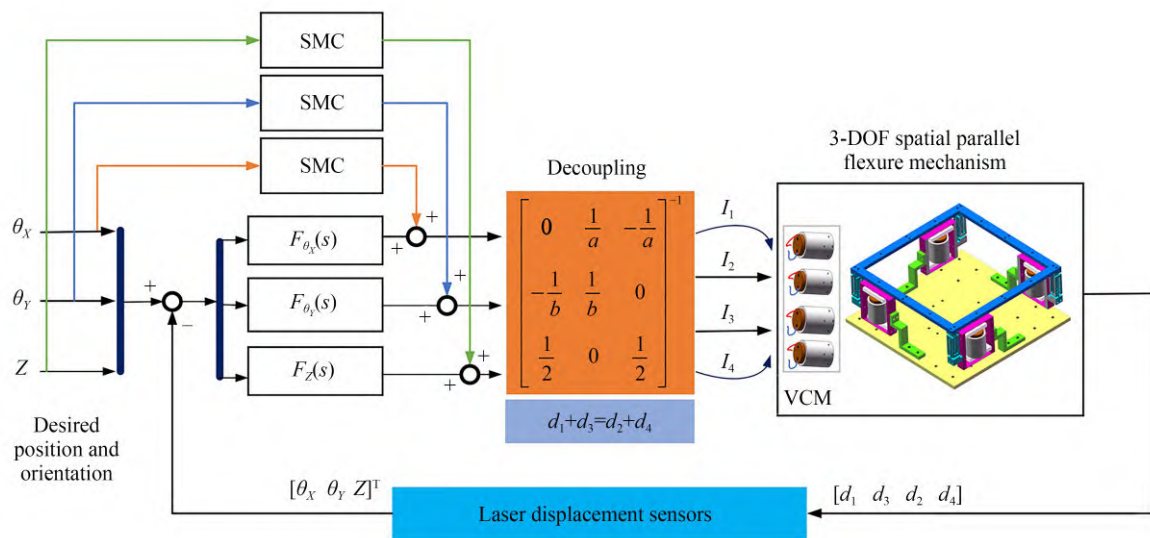 SMC
SMC
SMC
3-DOF spatial parallel
flexure mechanism
Decoupling
θX
θY
Z
Desired
position and
orientation
+
−
FθX(s)
FθY(s)
FZ(s)
+
+
+
+
+
+
[0 1/a −1/a
−1/b 1/b 0
1/2 0 1/2]−1
d1+d3=d2+d4
I1
I2
I3
I4
VCM
[θX θY Z]T
Laser displacement sensors
[d1 d3 d2 d4]